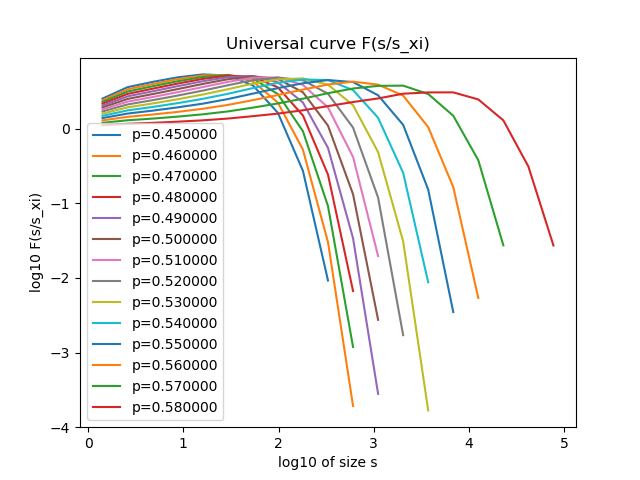 Universal curve F(s/s_xi)
log10 F(s/s_xi)
0
−1
−2
−3
−4
p=0.450000
p=0.460000
p=0.470000
p=0.480000
p=0.490000
p=0.500000
p=0.510000
p=0.520000
p=0.530000
p=0.540000
p=0.550000
p=0.560000
p=0.570000
p=0.580000
0 1 2 3 4 5
log10 of size s